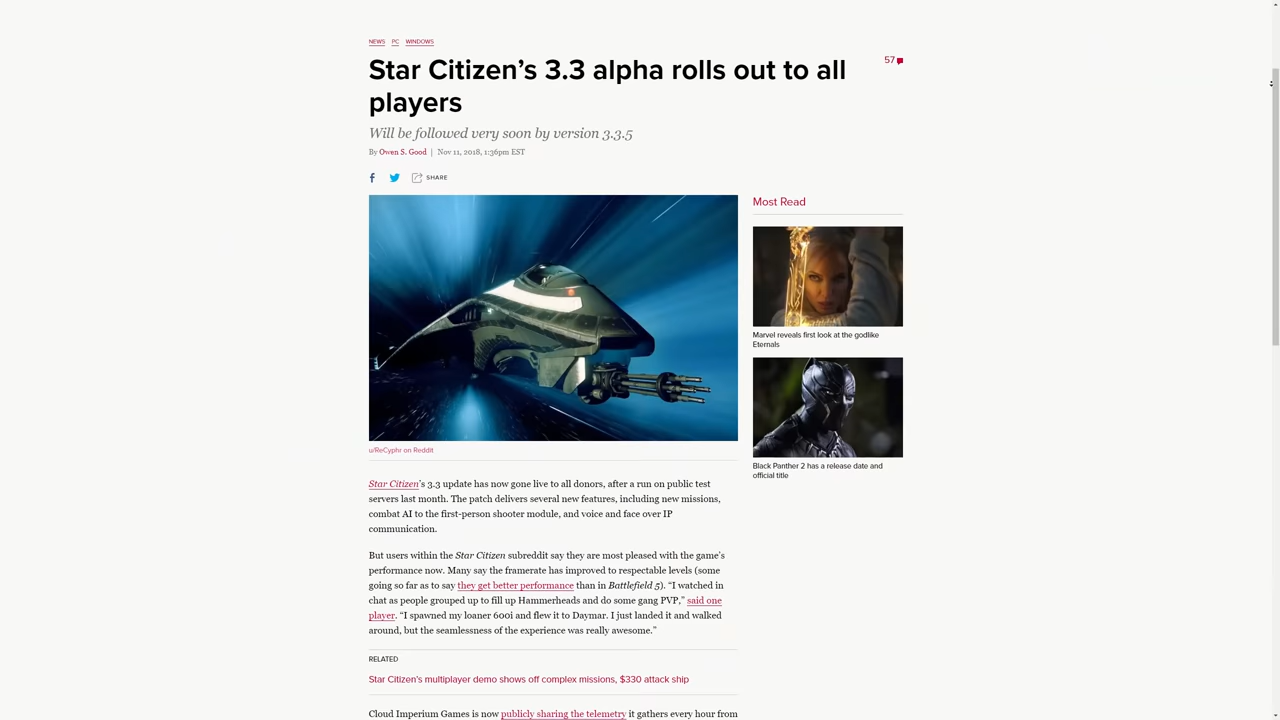 NEWS PC WINDOWS
Star Citizen’s 3.3 alpha rolls out to all
players
57
Will be followed very soon by version 3.3.5
By Owen S. Good | Nov 11, 2018, 1:36pm EST
SHARE
u/ReCyphr on Reddit
Star Citizen’s 3.3 update has now gone live to all donors, after a run on public test
servers last month. The patch delivers several new features, including new missions,
combat AI to the first-person shooter module, and voice and face over IP
communication.
But users within the Star Citizen subreddit say they are most pleased with the game’s
performance now. Many say the framerate has improved to respectable levels (some
going so far as to say they get better performance than in Battlefield 5). “I watched in
chat as people grouped up to fill up Hammerheads and do some gang PVP,” said one
player. “I spawned my loaner 600i and flew it to Daymar. I just landed it and walked
around, but the seamlessness of the experience was really awesome.”
RELATED
Star Citizen’s multiplayer demo shows off complex missions, $330 attack ship
Cloud Imperium Games is now publicly sharing the telemetry it gathers every hour from
Most Read
Marvel reveals first look at the godlike
Eternals
Black Panther 2 has a release date and
official title